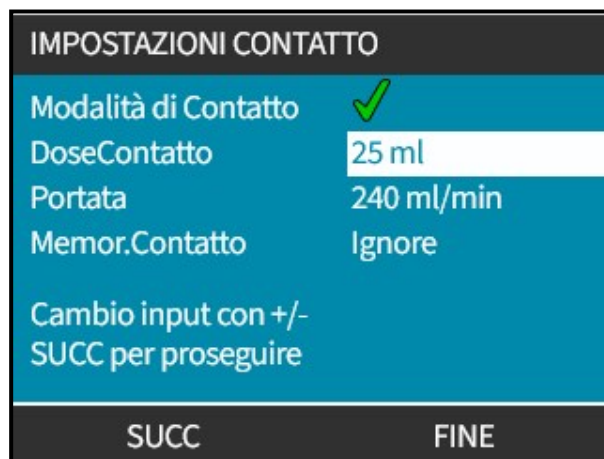 IMPOSTAZIONI CONTATTO
Modalità di Contatto
DoseContatto 25 ml
Portata 240 ml/min
Memor.Contatto Ignore
Cambio input con +/-
SUCC per proseguire
SUCC FINE